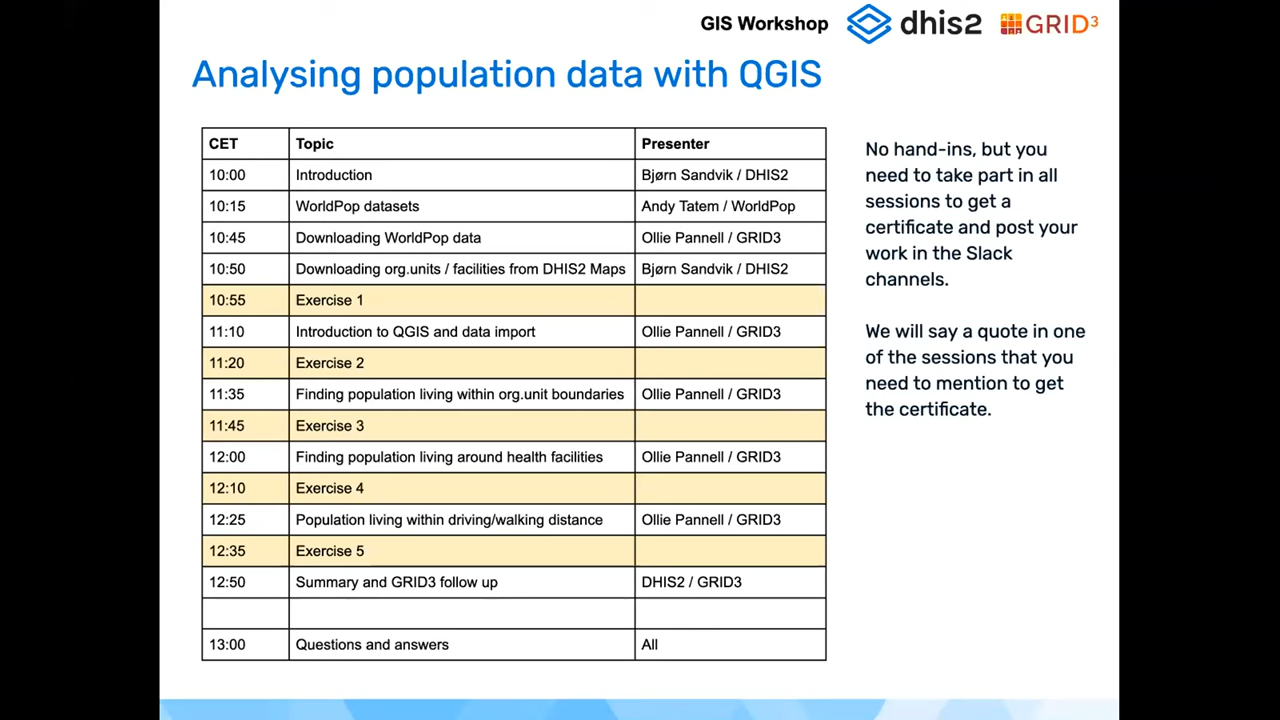 GIS Workshop dhis2 GRID3
Analysing population data with QGIS
CET Topic Presenter
10:00 Introduction Bjørn Sandvik / DHIS2
10:15 WorldPop datasets Andy Tatem / WorldPop
10:45 Downloading WorldPop data Ollie Pannell / GRID3
10:50 Downloading org.units / facilities from DHIS2 Maps Bjørn Sandvik / DHIS2
10:55 Exercise 1
11:10 Introduction to QGIS and data import Ollie Pannell / GRID3
11:20 Exercise 2
11:35 Finding population living within org.unit boundaries Ollie Pannell / GRID3
11:45 Exercise 3
12:00 Finding population living around health facilities Ollie Pannell / GRID3
12:10 Exercise 4
12:25 Population living within driving/walking distance Ollie Pannell / GRID3
12:35 Exercise 5
12:50 Summary and GRID3 follow up DHIS2 / GRID3
13:00 Questions and answers All
No hand-ins, but you
need to take part in all
sessions to get a
certificate and post your
work in the Slack
channels.
We will say a quote in one
of the sessions that you
need to mention to get
the certificate.